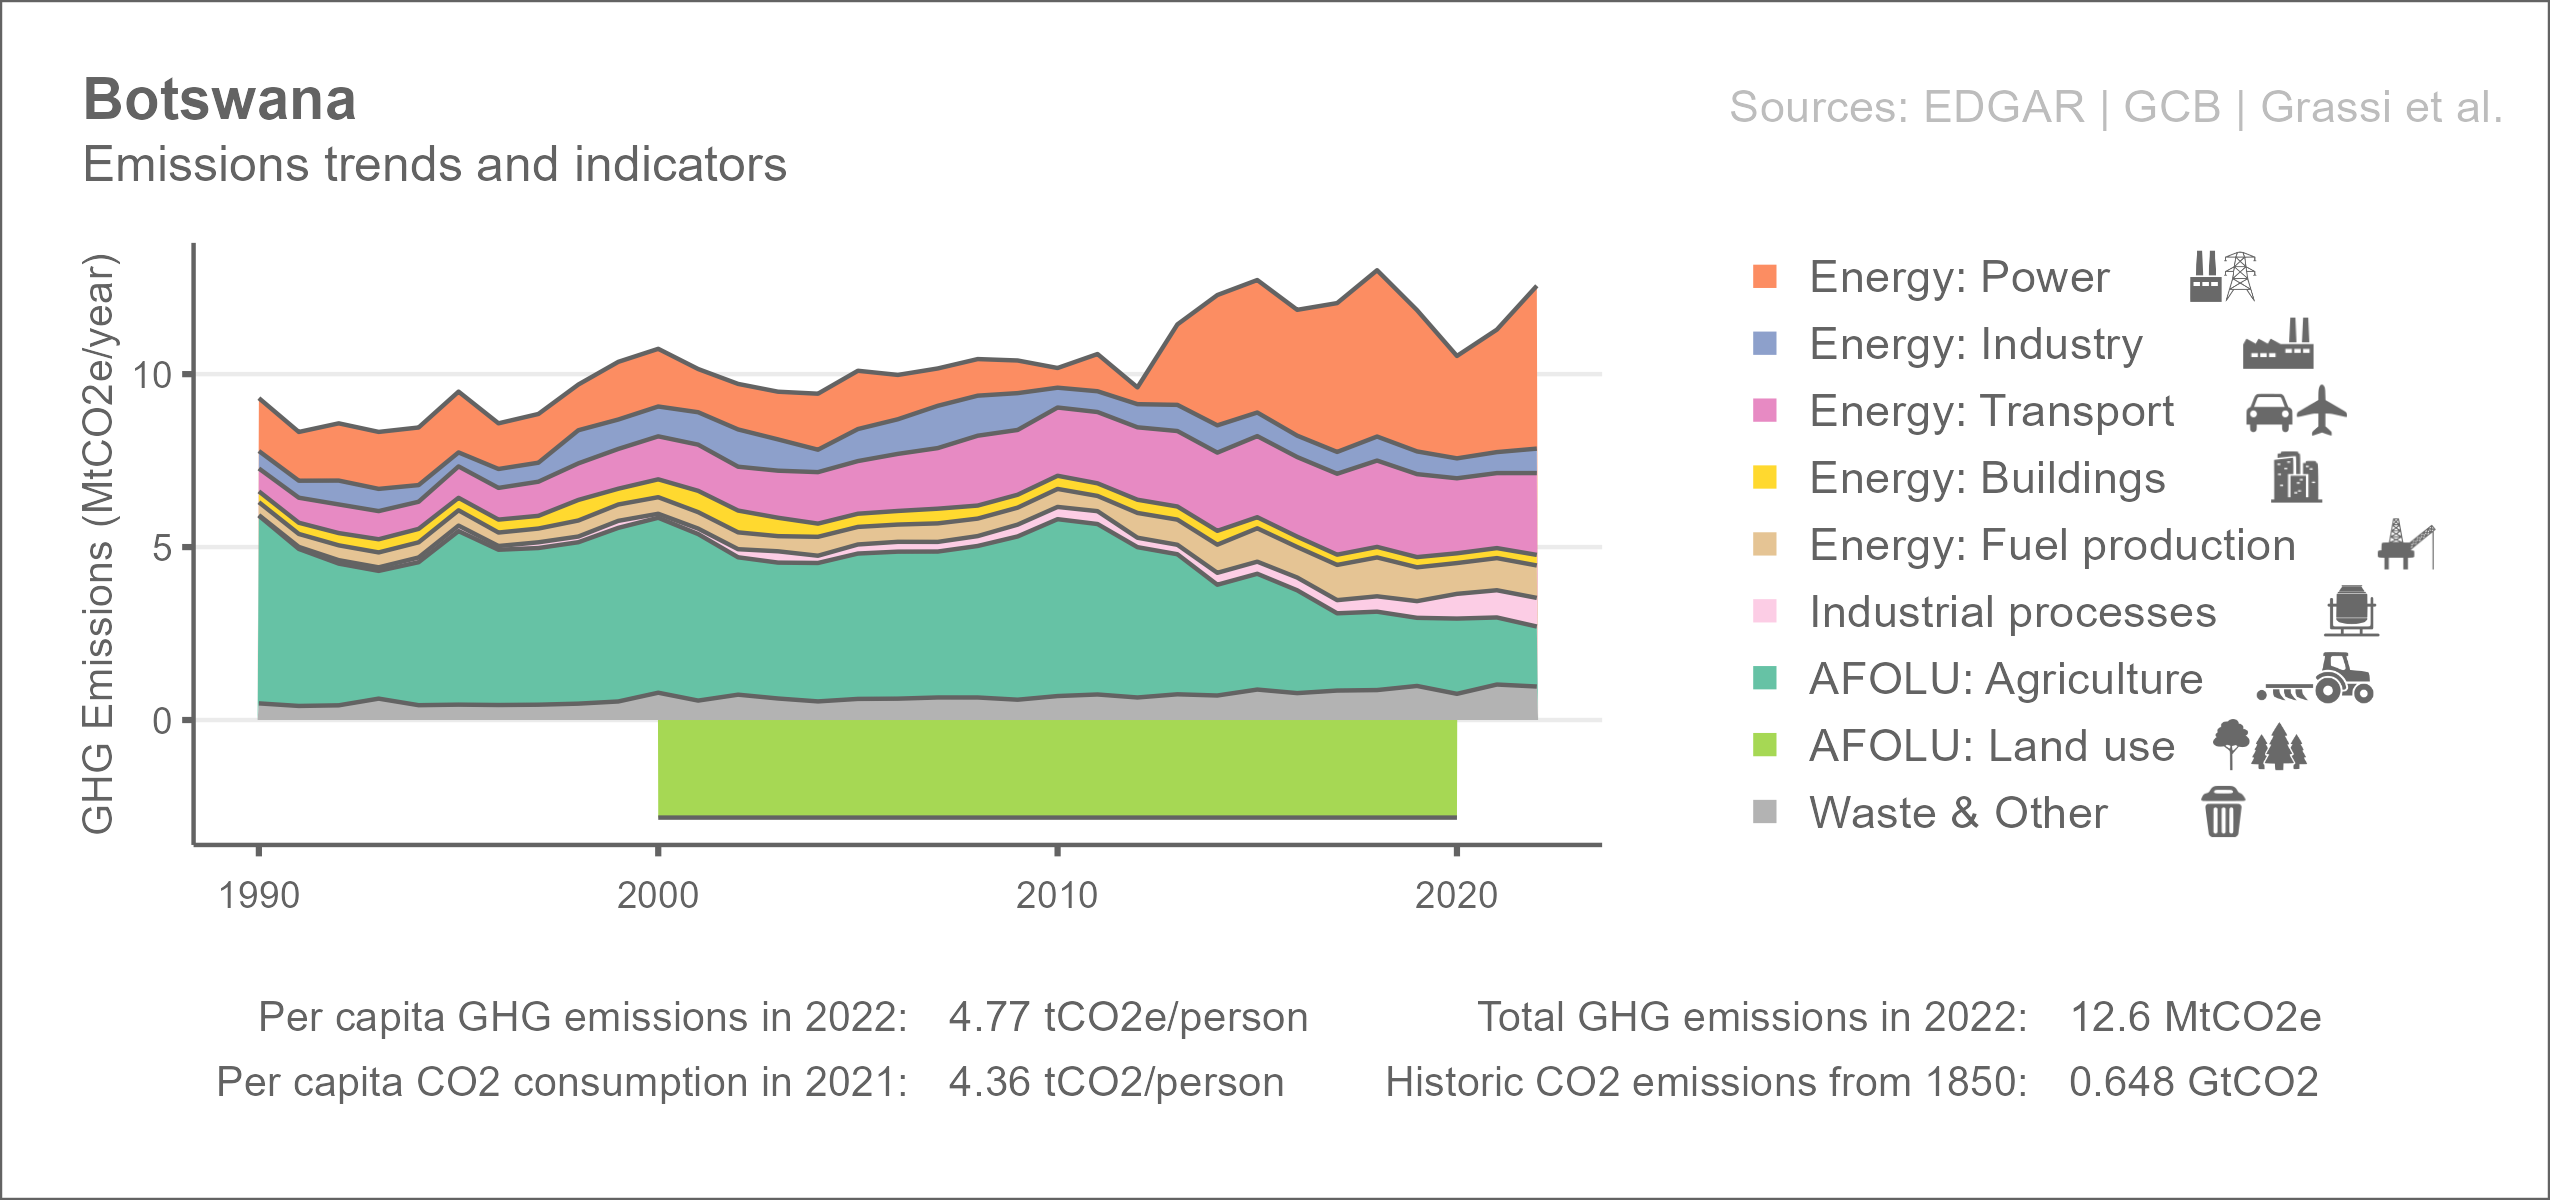 Botswana
Emissions trends and indicators
Sources: EDGAR | GCB | Grassi et al.
GHG Emissions (MtCO2e/year)
10
5
0
1990 2000 2010 2020
Energy: Power
Energy: Industry
Energy: Transport
Energy: Buildings
Energy: Fuel production
Industrial processes
AFOLU: Agriculture
AFOLU: Land use
Waste & Other
Per capita GHG emissions in 2022: 4.77 tCO2e/person Total GHG emissions in 2022: 12.6 MtCO2e
Per capita CO2 consumption in 2021: 4.36 tCO2/person Historic CO2 emissions from 1850: 0.648 GtCO2